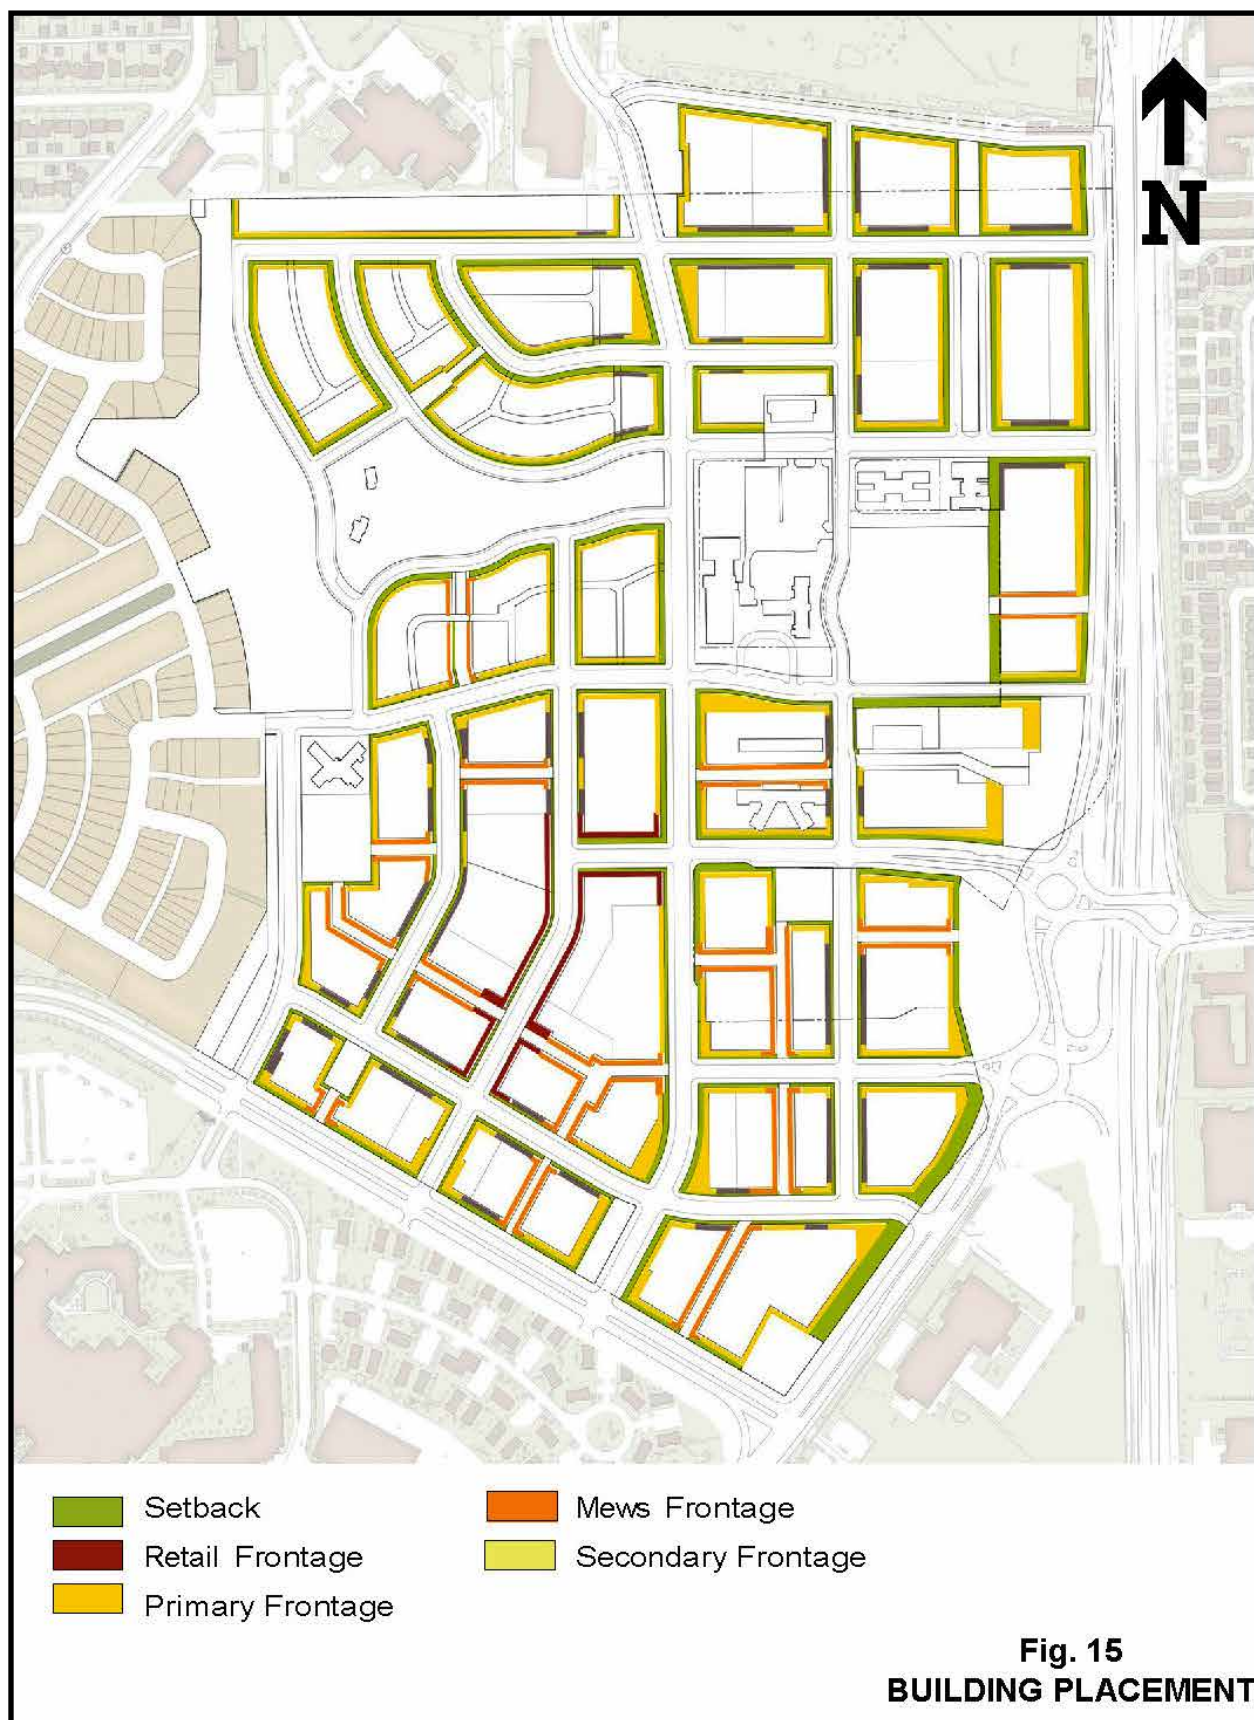 N
Setback
Mews Frontage
Retail Frontage
Secondary Frontage
Primary Frontage
Fig. 15
BUILDING PLACEMENT